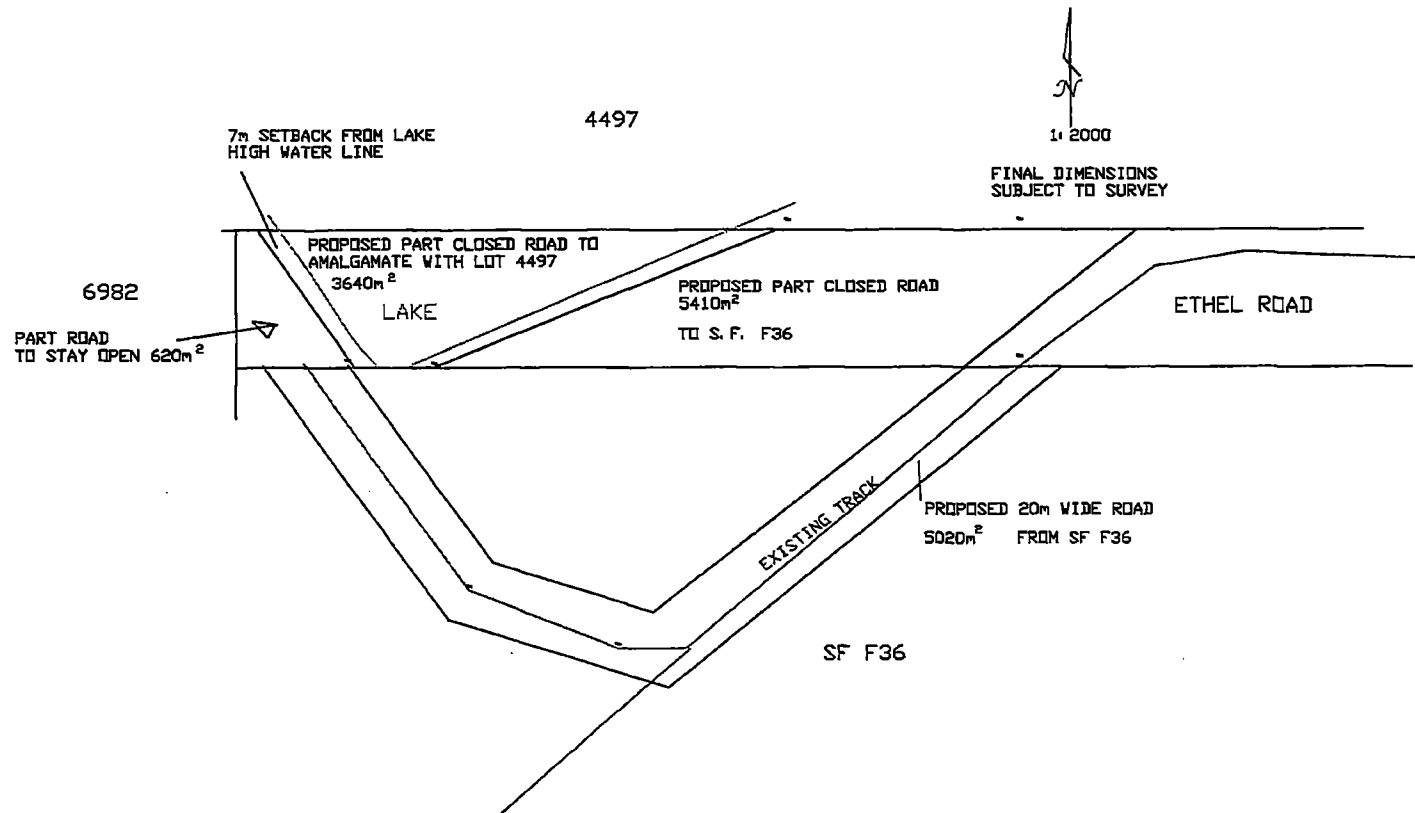 4497
N
1:2000
7m SETBACK FROM LAKE
HIGH WATER LINE
FINAL DIMENSIONS
SUBJECT TO SURVEY
PROPOSED PART CLOSED ROAD TO
AMALGAMATE WITH LOT 4497
3640m²
LAKE
PROPOSED PART CLOSED ROAD
5410m²
TO S.F. F36
6982
PART ROAD
TO STAY OPEN 620m²
ETHEL ROAD
EXISTING TRACK
PROPOSED 20m WIDE ROAD
5020m² FROM SF F36
SF F36